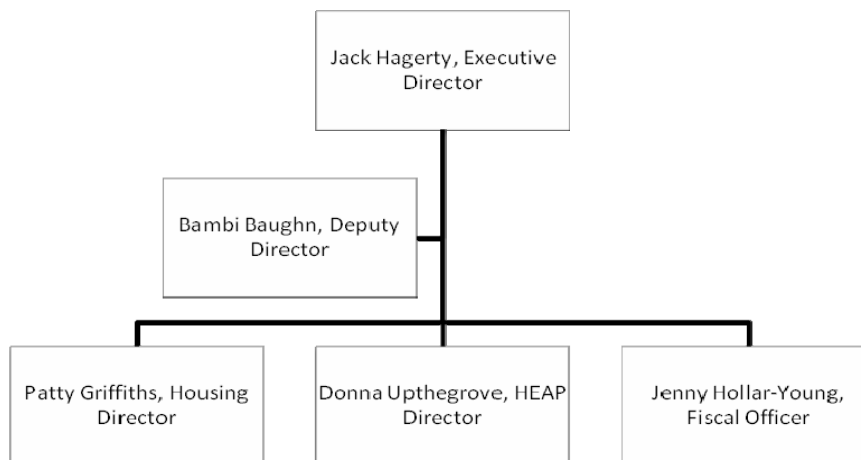 Jack Hagerty, Executive
Director
Bambi Baughn, Deputy
Director
Patty Griffiths, Housing
Director
Donna Upthegrove, HEAP
Director
Jenny Hollar-Young,
Fiscal Officer